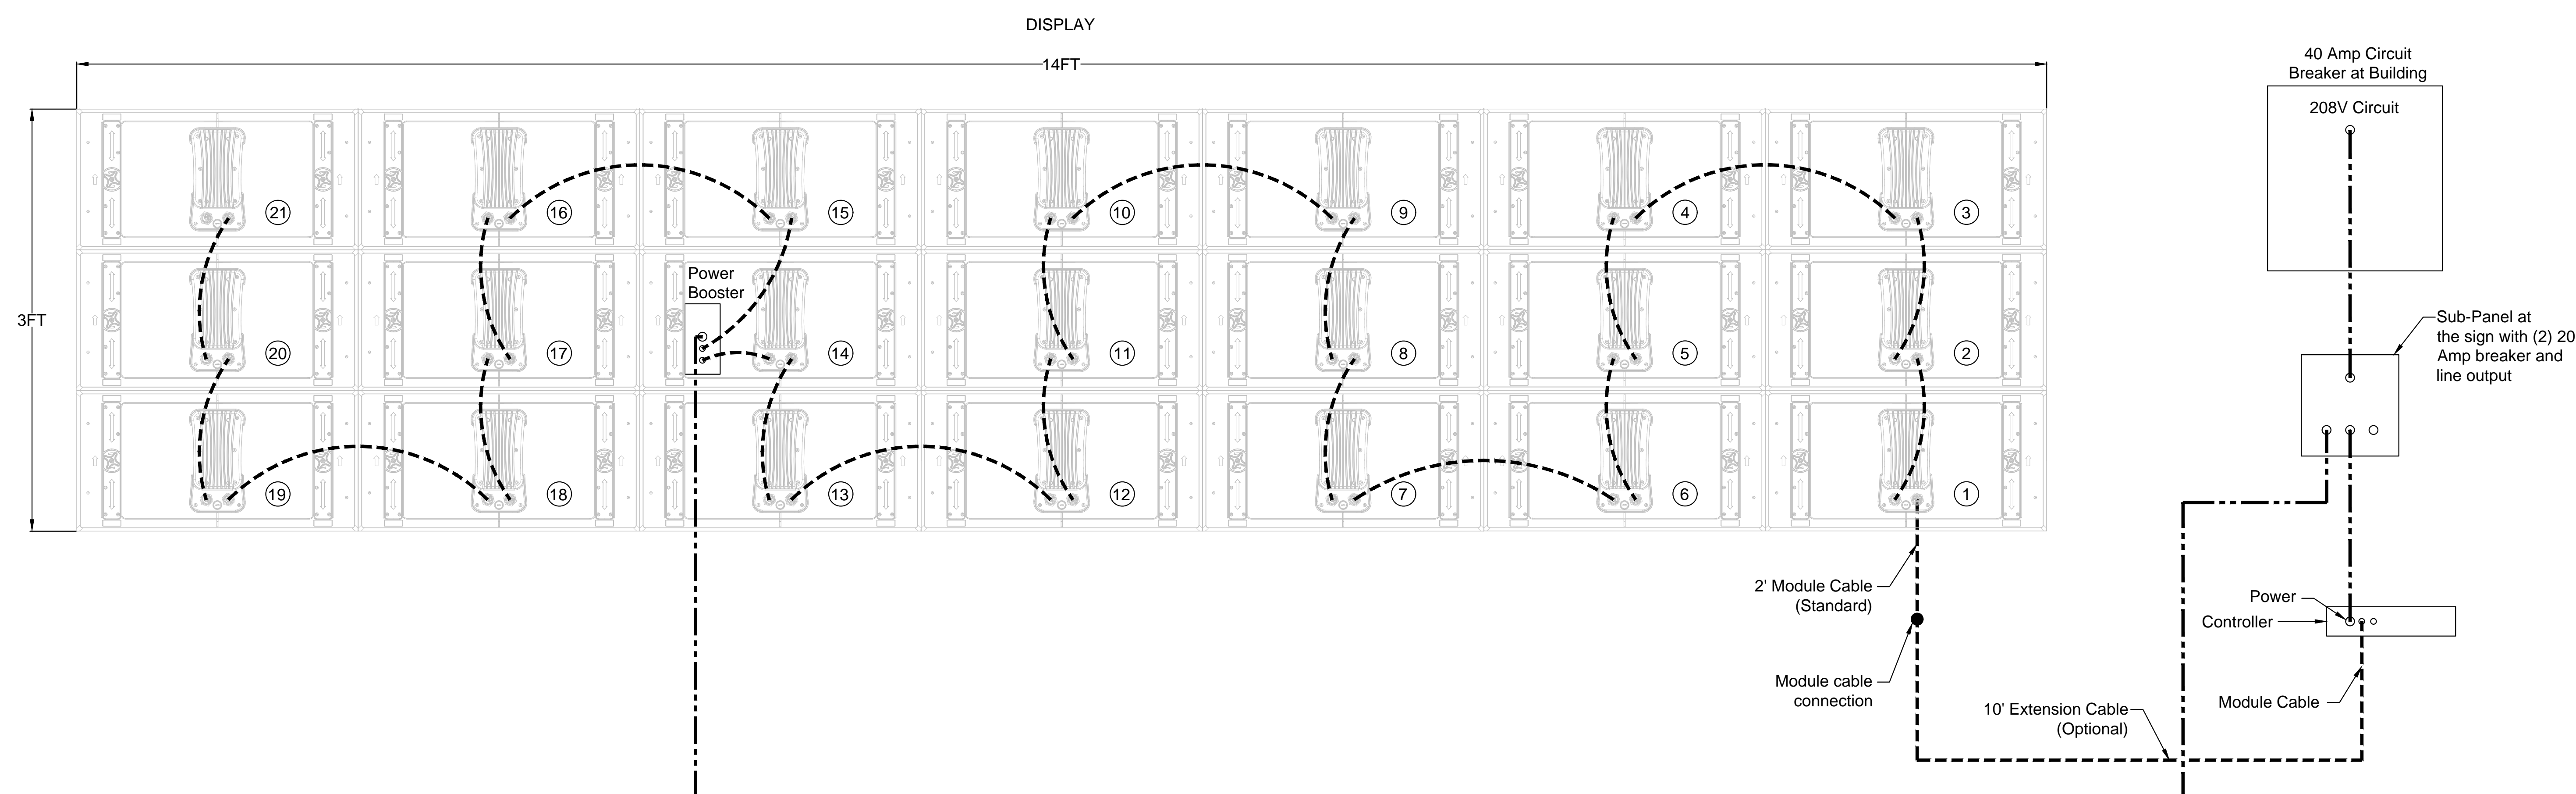 DISPLAY
14FT
3FT
21
16
15
10
9
4
3
Power
Booster
20
17
14
11
8
5
2
19
18
13
12
7
6
1
2' Module Cable
(Standard)
Module cable
connection
10' Extension Cable
(Optional)
40 Amp Circuit
Breaker at Building
208V Circuit
Sub-Panel at
the sign with (2) 20
Amp breaker and
line output
Power
Controller
Module Cable